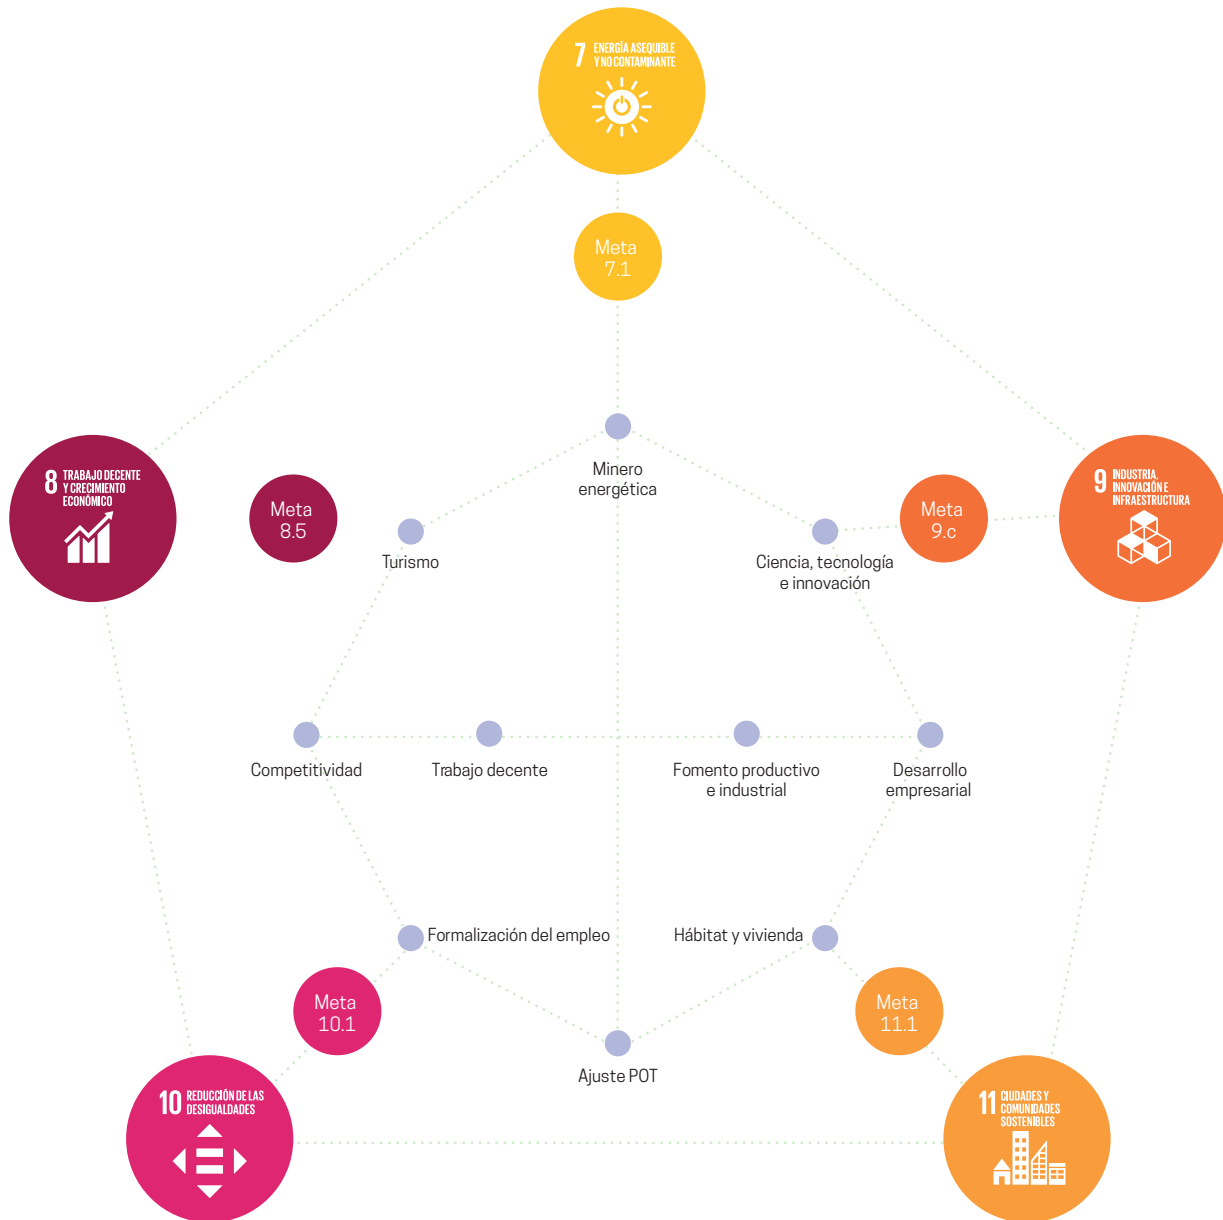 7 ENERGÍA ASEQUIBLE
Y NO CONTAMINANTE
Meta
7.1
Minero
energética
8 TRABAJO DECENTE
Y CRECIMIENTO
ECONÓMICO
Meta
8.5
Turismo
Ciencia, tecnología
e innovación
Meta
9.c
9 INDUSTRIA,
INNOVACIÓN E
INFRAESTRUCTURA
Competitividad
Trabajo decente
Fomento productivo
e industrial
Desarrollo
empresarial
Formalización del empleo
Hábitat y vivienda
Meta
10.1
Meta
11.1
Ajuste POT
10 REDUCCIÓN DE LAS
DESIGUALDADES
11 CIUDADES Y
COMUNIDADES
SOSTENIBLES